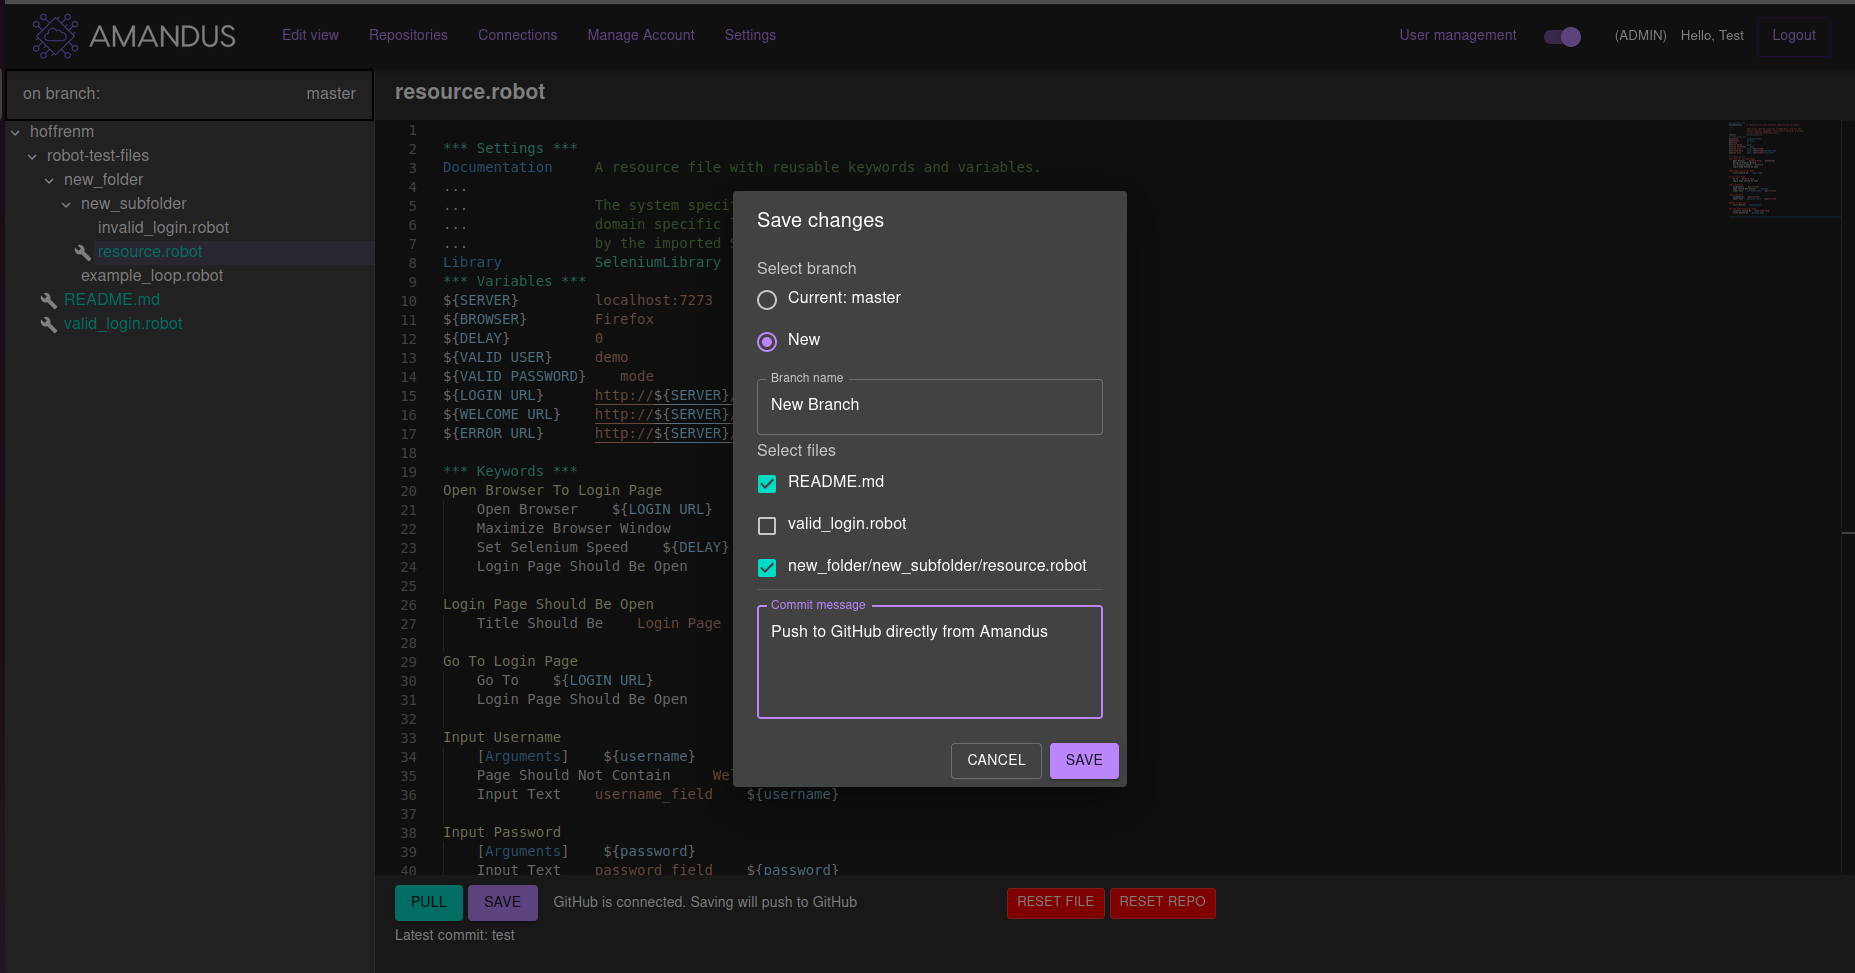 AMANDUS
Edit view
Repositories
Connections
Manage Account
Settings
User management
(ADMIN)
Hello, Test
Logout
on branch:
master
hoffrenm
robot-test-files
new_folder
new_subfolder
invalid_login.robot
resource.robot
example_loop.robot
README.md
valid_login.robot
resource.robot
1
2 *** Settings ***
3 Documentation A resource file with reusable keywords and variables.
4 ...
5 ... The system speci
6 ... domain specific
7 ... by the imported
8 Library SeleniumLibrary
9 *** Variables ***
10 ${SERVER} localhost:7273
11 ${BROWSER} Firefox
12 ${DELAY} 0
13 ${VALID USER} demo
14 ${VALID PASSWORD} mode
15 ${LOGIN URL} http://${SERVER}/
16 ${WELCOME URL} http://${SERVER}/
17 ${ERROR URL} http://${SERVER}/
18
19 *** Keywords ***
20 Open Browser To Login Page
21 Open Browser ${LOGIN URL}
22 Maximize Browser Window
23 Set Selenium Speed ${DELAY}
24 Login Page Should Be Open
25
26 Login Page Should Be Open
27 Title Should Be Login Page
28
29 Go To Login Page
30 Go To ${LOGIN URL}
31 Login Page Should Be Open
32
33 Input Username
34 [Arguments] ${username}
35 Page Should Not Contain We
36 Input Text username_field ${username}
37
38 Input Password
39 [Arguments] ${password}
40 Input Text password_field ${password}
Save changes
Select branch
Current: master
New
Branch name
New Branch
Select files
README.md
valid_login.robot
new_folder/new_subfolder/resource.robot
Commit message
Push to GitHub directly from Amandus
CANCEL
SAVE
PULL
SAVE
GitHub is connected. Saving will push to GitHub
RESET FILE
RESET REPO
Latest commit: test